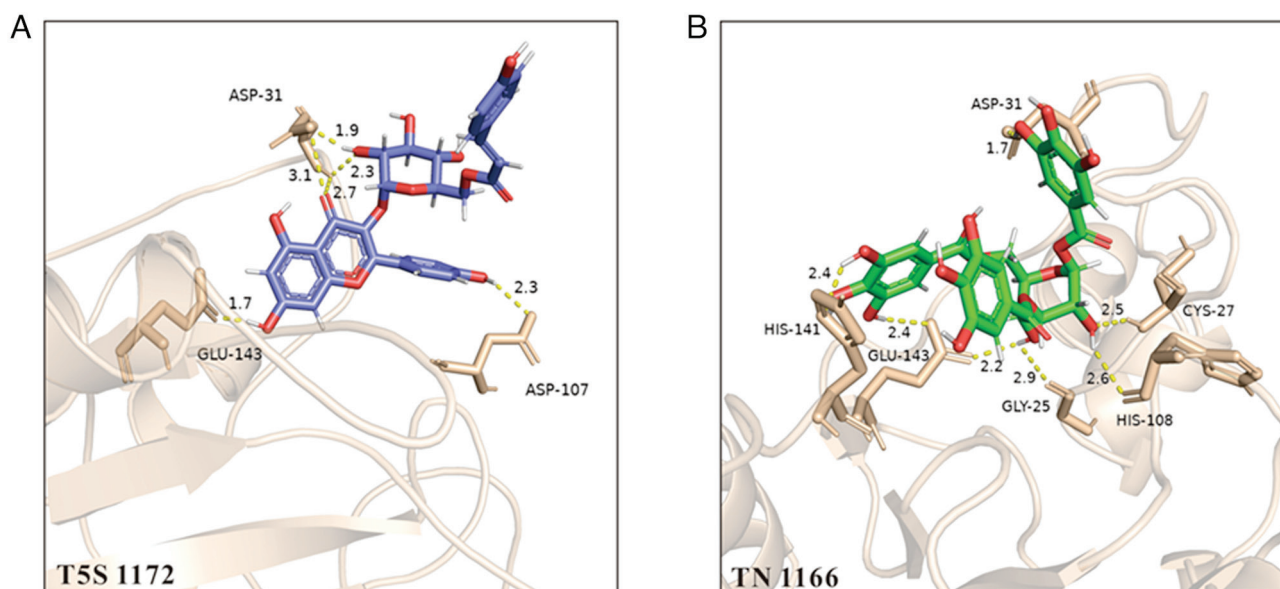 A
ASP-31
1.9
2.3
3.1
2.7
2.3
1.7
GLU-143
ASP-107
T5S 1172
B
ASP-31
1.7
2.4
HIS-141
2.4
GLU-143
2.2
2.5
CYS-27
2.9
2.6
GLY-25
HIS-108
TN 1166